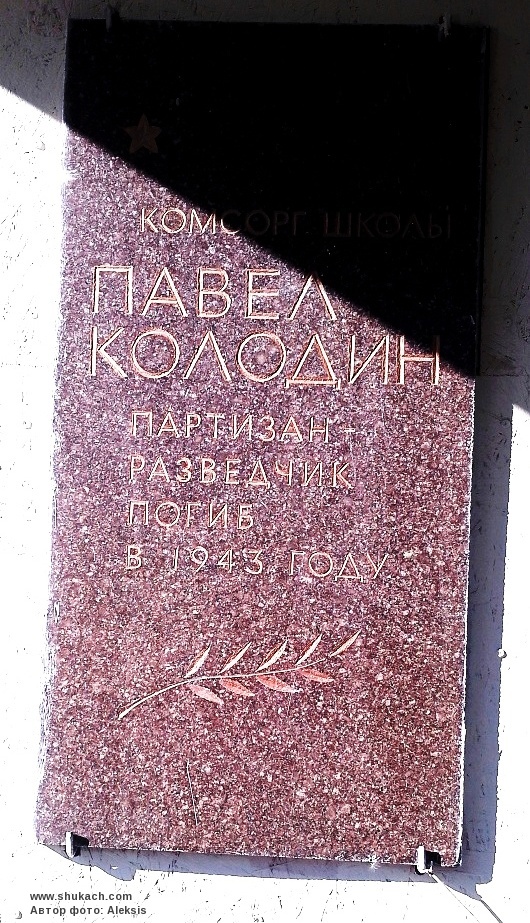 КОМСОРГ ШКОЛЫ
ПАВЕЛ
КОЛОДИН
ПАРТИЗАН-
РАЗВЕДЧИК
ПОГИБ
В 1943 ГОДУ
www.shukach.com
Автор фото: Aleksis